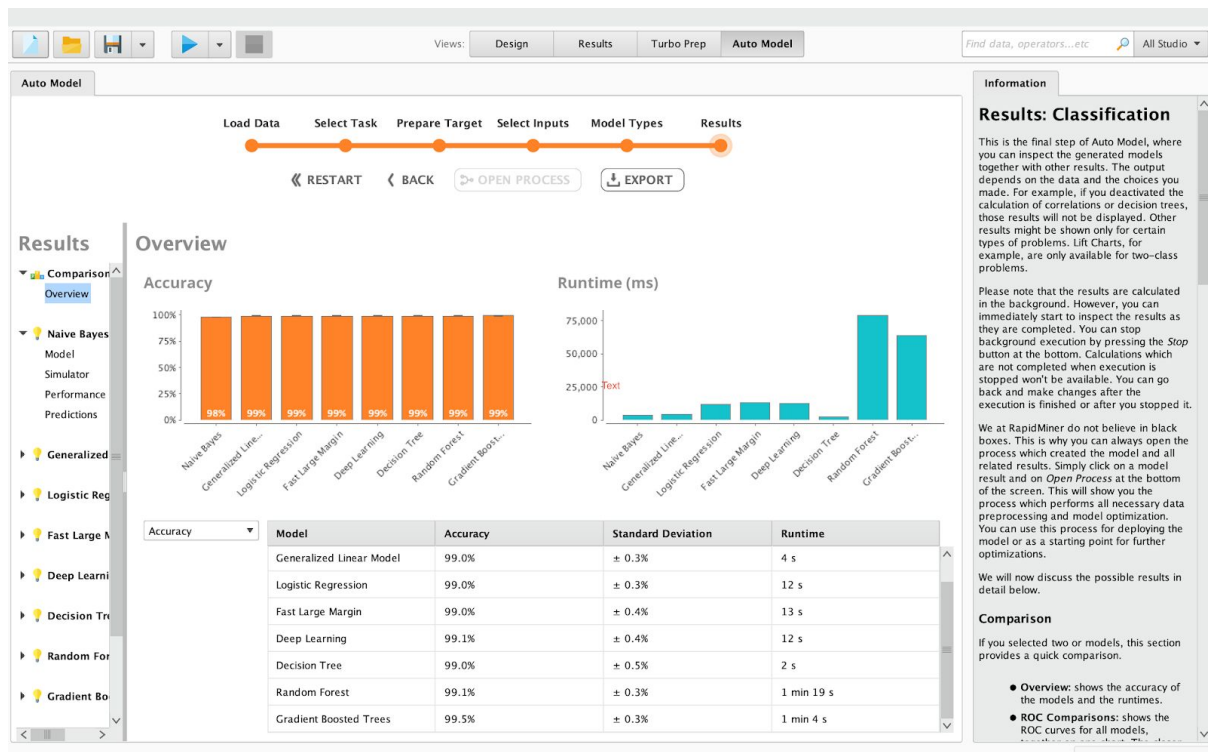 Views:
Design
Results
Turbo Prep
Auto Model
Find data, operators...etc
All Studio
Auto Model
Load Data
Select Task
Prepare Target
Select Inputs
Model Types
Results
RESTART
BACK
OPEN PROCESS
EXPORT
Results
Comparison
Overview
Naive Bayes
Model
Simulator
Performance
Predictions
Generalized
Logistic Reg
Fast Large M
Deep Learni
Decision Tre
Random For
Gradient Bo
Overview
Accuracy
100%
75%
50%
25%
0%
98% 99% 99% 99% 99% 99% 99% 99%
Naive Bayes
Generalized Line...
Logistic Regression
Fast Large Margin
Deep Learning
Decision Tree
Random Forest
Gradient Boost...
Runtime (ms)
75,000
50,000
25,000
0
Text
Naive Bayes
Generalized Line...
Logistic Regression
Fast Large Margin
Deep Learning
Decision Tree
Random Forest
Gradient Boost...
Accuracy
Model Accuracy Standard Deviation Runtime
Generalized Linear Model 99.0% ± 0.3% 4 s
Logistic Regression 99.0% ± 0.3% 12 s
Fast Large Margin 99.0% ± 0.4% 13 s
Deep Learning 99.1% ± 0.4% 12 s
Decision Tree 99.0% ± 0.5% 2 s
Random Forest 99.1% ± 0.3% 1 min 19 s
Gradient Boosted Trees 99.5% ± 0.3% 1 min 4 s
Information
Results: Classification
This is the final step of Auto Model, where
you can inspect the generated models
together with other results. The output
depends on the data and the choices you
made. For example, if you deactivated the
calculation of correlations or decision trees,
those results will not be displayed. Other
results might be shown only for certain
types of problems. Lift Charts, for
example, are only available for two-class
problems.
Please note that the results are calculated
in the background. However, you can
immediately start to inspect the results as
they are completed. You can stop
background execution by pressing the Stop
button at the bottom. Calculations which
are not completed when execution is
stopped won't be available. You can go
back and make changes after the
execution is finished or after you stopped it.
We at RapidMiner do not believe in black
boxes. This is why you can always open the
process which created the model and all
related results. Simply click on a model
result and on Open Process at the bottom
of the screen. This will show you the
process which performs all necessary data
preprocessing and model optimization.
You can use this process for deploying the
model or as a starting point for further
optimizations.
We will now discuss the possible results in
detail below.
Comparison
If you selected two or models, this section
provides a quick comparison.
Overview: shows the accuracy of
the models and the runtimes.
ROC Comparisons: shows the
ROC curves for all models,